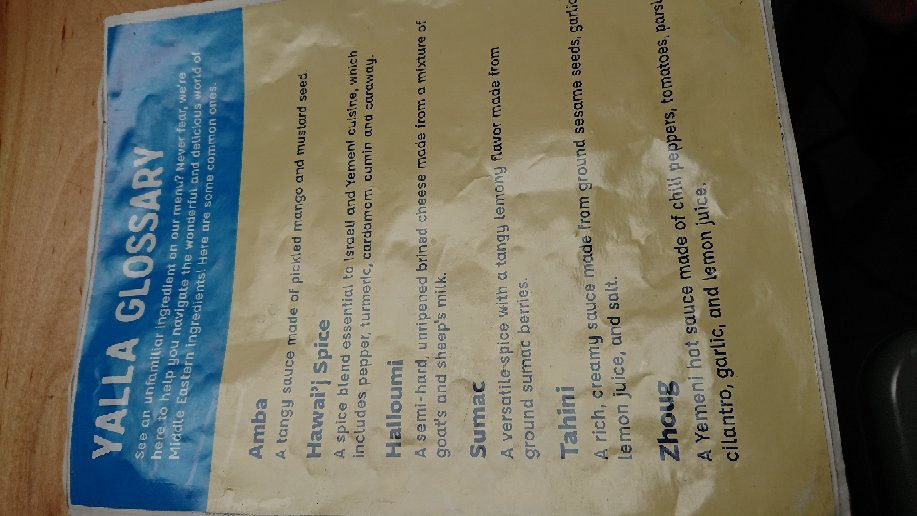 YALLA GLOSSARY
See an unfamiliar ingredient on our menu? Never fear, we're
here to help you navigate the wonderful and delicious world of
Middle Eastern ingredients! Here are some common ones.
Amba
A tangy sauce made of pickled mango and mustard seed
Hawai'j Spice
A spice blend essential to Israeli and Yemeni cuisine, which
includes pepper, turmeric, cardamom cumin and caraway.
Halloumi
A semi-hard, unripened brined cheese made from a mixture of
goat's and sheep's milk.
Sumac
A versatile spice with a tangy lemony flavor made from
ground sumac berries.
Tahini
A rich, creamy sauce made from ground sesame seeds, garlic
lemon juice, and salt.
Zhoug
A Yemeni hot sauce made of chili peppers, tomatoes,
cilantro, garlic, and lemon juice.